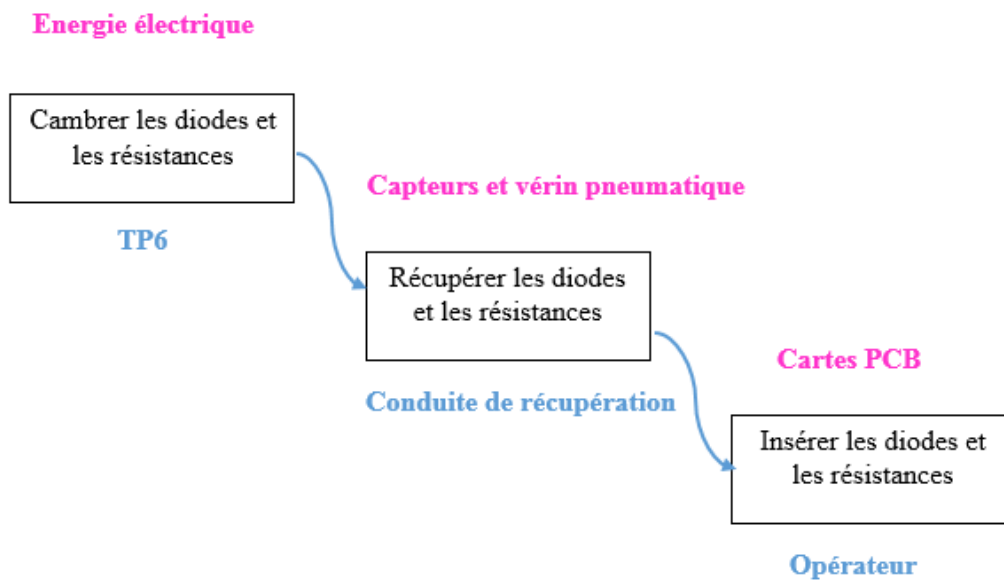 Energie électrique
Cambrer les diodes et
les résistances
TP6
Capteurs et vérin pneumatique
Récupérer les diodes
et les résistances
Conduite de récupération
Cartes PCB
Insérer les diodes et
les résistances
Opérateur